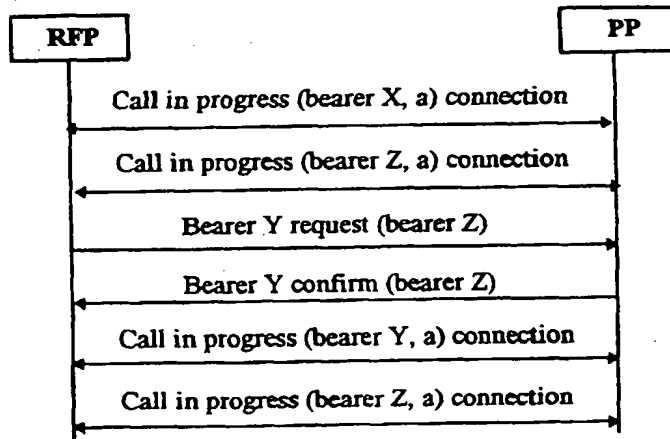 RFP
PP
Call in progress (bearer X, a) connection
Call in progress (bearer Z, a) connection
Bearer Y request (bearer Z)
Bearer Y confirm (bearer Z)
Call in progress (bearer Y, a) connection
Call in progress (bearer Z, a) connection